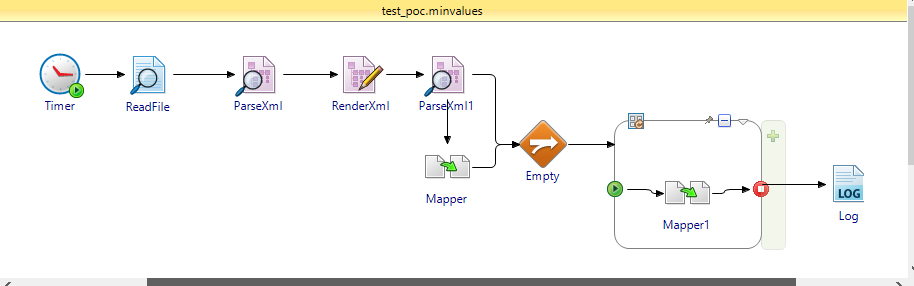 test_poc.minvalues
Timer
ReadFile
ParseXml
RenderXml
ParseXml1
Mapper
Empty
Mapper1
LOG
Log